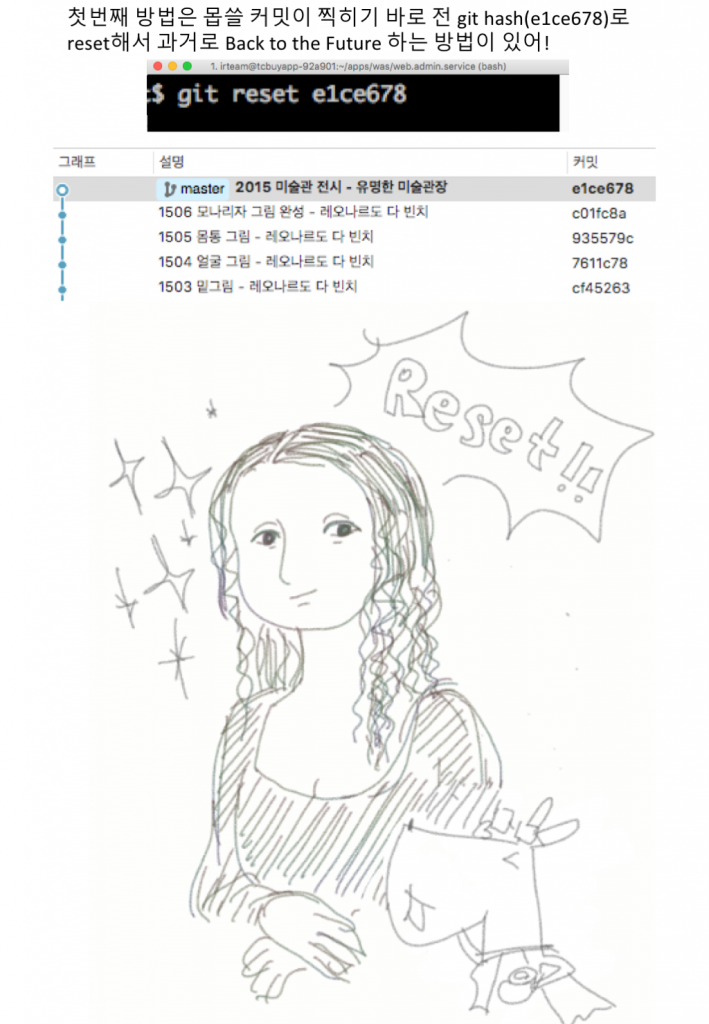 첫번째 방법은 몹쓸 커밋이 찍히기 바로 전 git hash(e1ce678)로
reset해서 과거로 Back to the Future 하는 방법이 있어!
1. irteam@tcbuyapp-92a901:~/apps/was/web.admin.service (bash)
$ git reset e1ce678
그래프 설명 커밋
master 2015 미술관 전시 - 유명한 미술관장 e1ce678
1506 모나리자 그림 완성 - 레오나르도 다 빈치 c01fc8a
1505 몸통 그림 - 레오나르도 다 빈치 935579c
1504 얼굴 그림 - 레오나르도 다 빈치 7611c78
1503 밑그림 - 레오나르도 다 빈치 cf45263
Reset!!